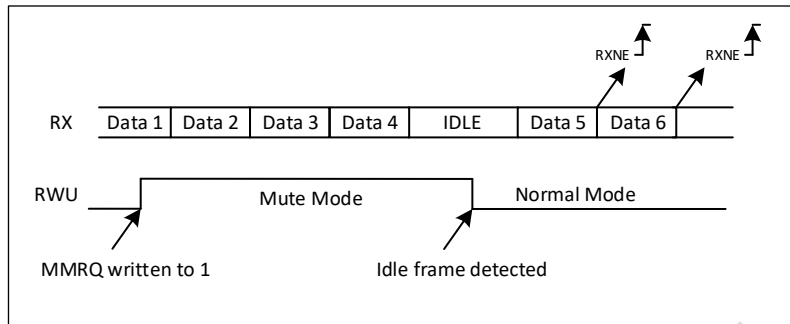 RXNE RXNE
RX Data 1 Data 2 Data 3 Data 4 IDLE Data 5 Data 6
RWU Mute Mode Normal Mode
MMRQ written to 1 Idle frame detected